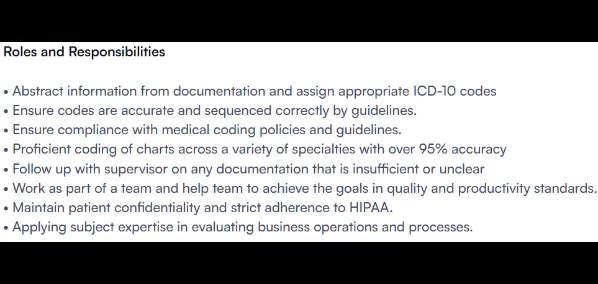 Roles and Responsibilities
• Abstract information from documentation and assign appropriate ICD-10 codes
• Ensure codes are accurate and sequenced correctly by guidelines.
• Ensure compliance with medical coding policies and guidelines.
• Proficient coding of charts across a variety of specialties with over 95% accuracy
• Follow up with supervisor on any documentation that is insufficient or unclear
• Work as part of a team and help team to achieve the goals in quality and productivity standards.
• Maintain patient confidentiality and strict adherence to HIPAA.
• Applying subject expertise in evaluating business operations and processes.